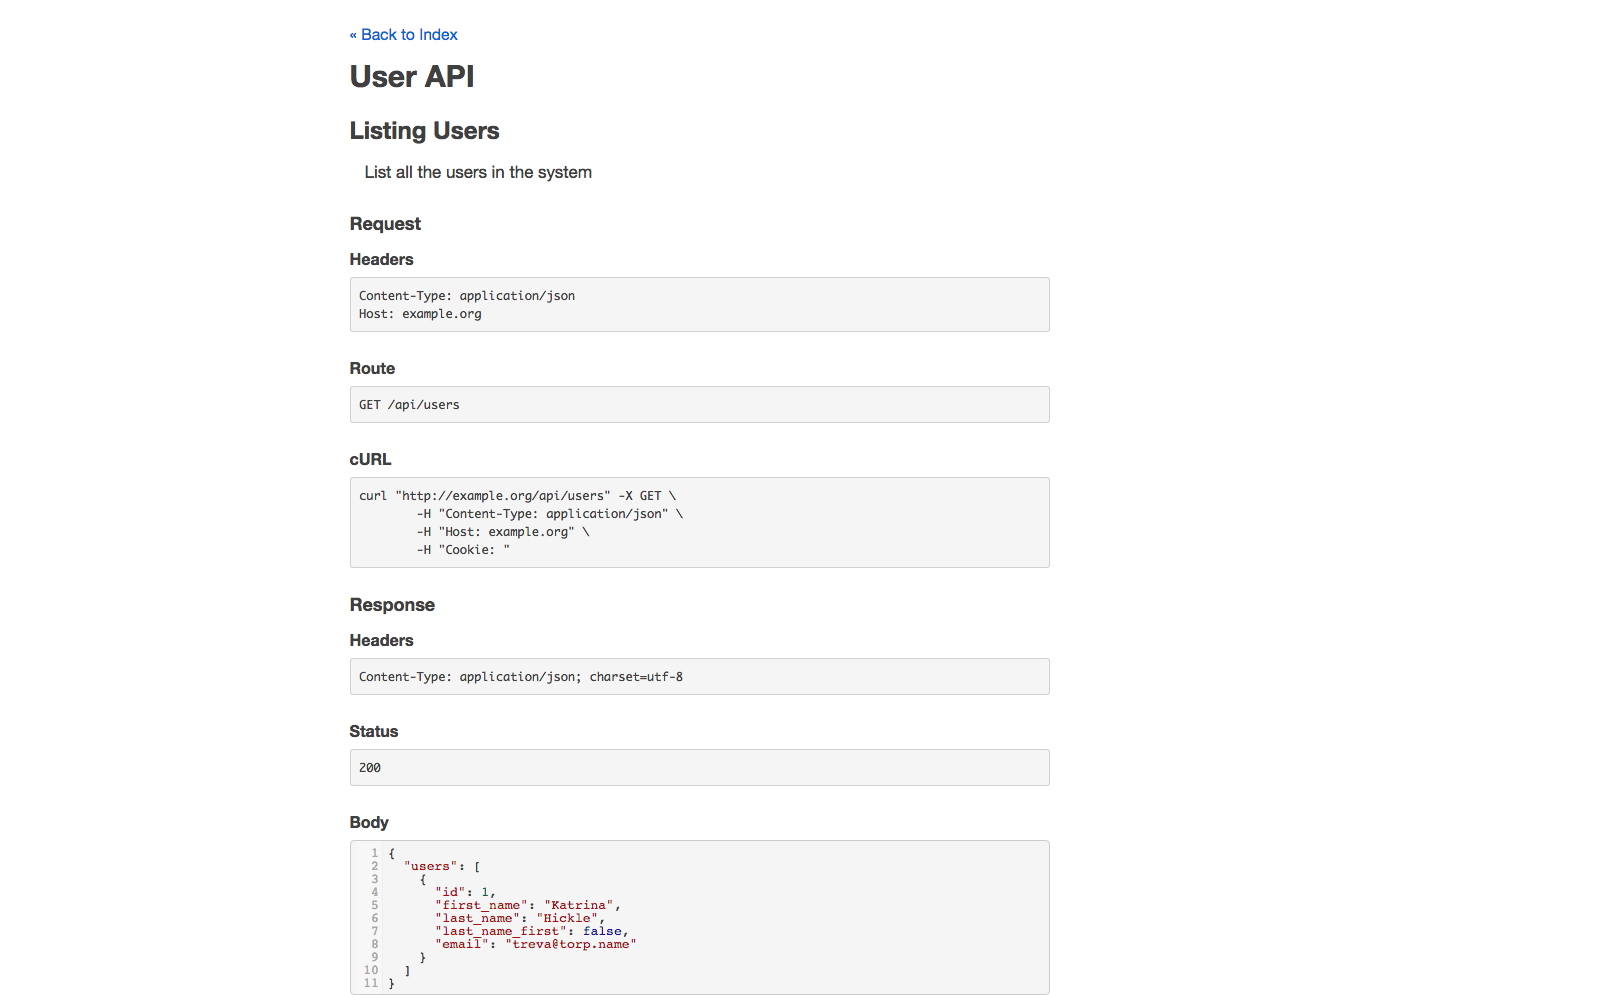 « Back to Index
User API
Listing Users
List all the users in the system
Request
Headers
Content-Type: application/json
Host: example.org
Route
GET /api/users
cURL
curl "http://example.org/api/users" -X GET \
        -H "Content-Type: application/json" \
        -H "Host: example.org" \
        -H "Cookie: "
Response
Headers
Content-Type: application/json; charset=utf-8
Status
200
Body
1 {
2   "users": [
3     {
4       "id": 1,
5       "first_name": "Katrina",
6       "last_name": "Hickle",
7       "last_name_first": false,
8       "email": "treva@torp.name"
9     }
10   ]
11 }